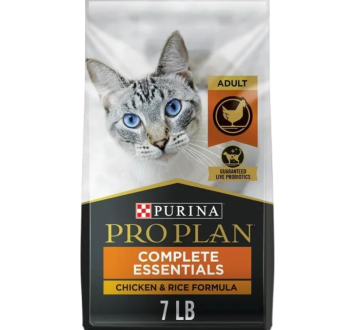 ADULT
GUARANTEED
LIVE PROBIOTICS
PURINA
PRO PLAN
COMPLETE
ESSENTIALS
CHICKEN & RICE FORMULA
7 LB